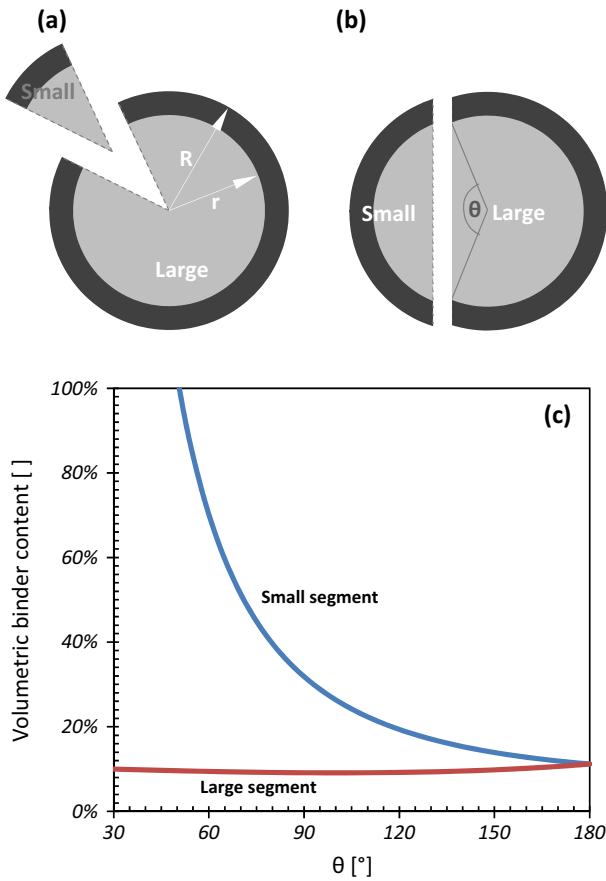 (a)
(b)
Small
R
r
Large
Small
θ
Large
(c)
100%
80%
60%
40%
20%
0%
Volumetric binder content [ ]
Small segment
Large segment
30
60
90
120
150
180
θ [°]